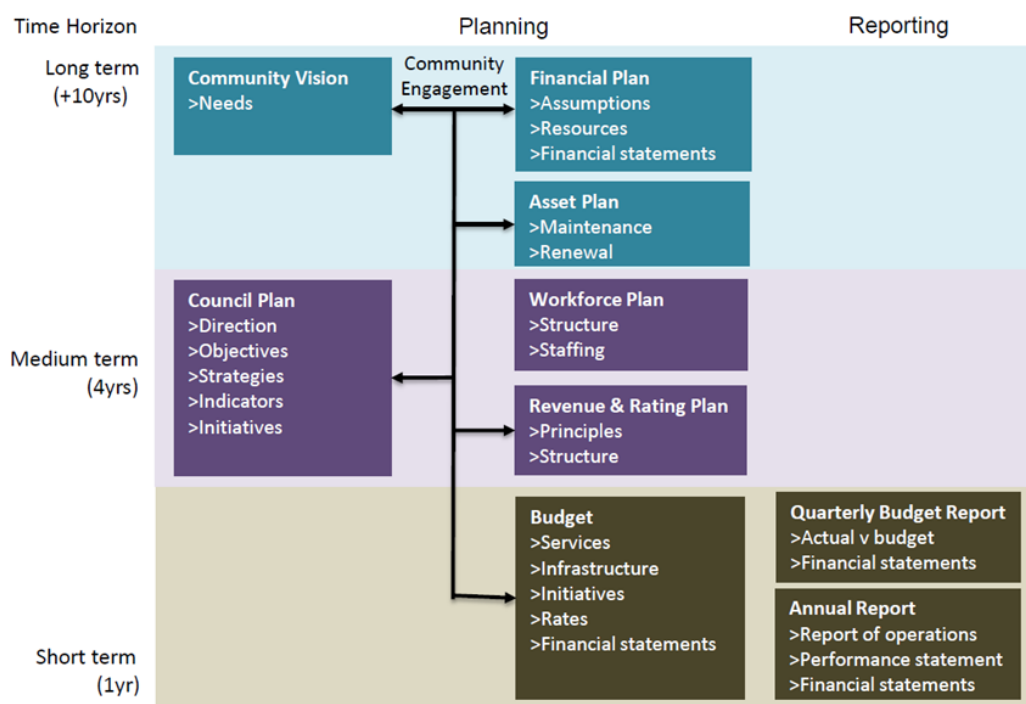 Time Horizon
Planning
Reporting
Long term
(+10yrs)
Community Vision
>Needs
Community
Engagement
Financial Plan
>Assumptions
>Resources
>Financial statements
Asset Plan
>Maintenance
>Renewal
Medium term
(4yrs)
Council Plan
>Direction
>Objectives
>Strategies
>Indicators
>Initiatives
Workforce Plan
>Structure
>Staffing
Revenue & Rating Plan
>Principles
>Structure
Short term
(1yr)
Budget
>Services
>Infrastructure
>Initiatives
>Rates
>Financial statements
Quarterly Budget Report
>Actual v budget
>Financial statements
Annual Report
>Report of operations
>Performance statement
>Financial statements